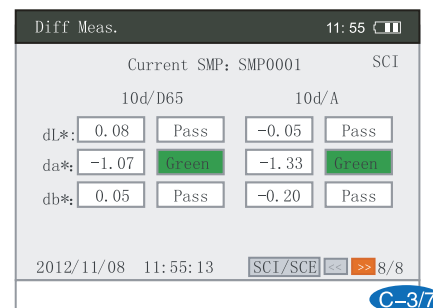 Diff Meas. 11:55
Current SMP: SMP0001 SCI
10d/D65 10d/A
dL*: 0.08 Pass -0.05 Pass
da*: -1.07 Green -1.33 Green
db*: 0.05 Pass -0.20 Pass
2012/11/08 11:55:13 SCI/SCE << >> 8/8
C-3/7